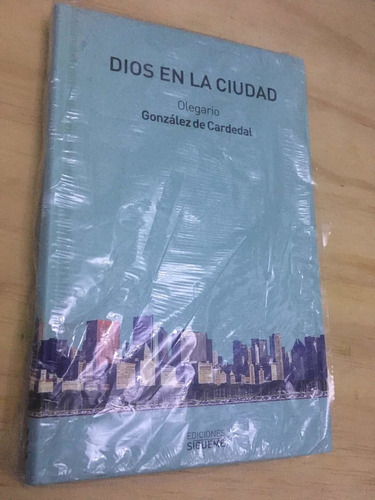 DIOS EN LA CIUDAD
Olegario
González de Cardedal
EDICIONES
SÍGUEME